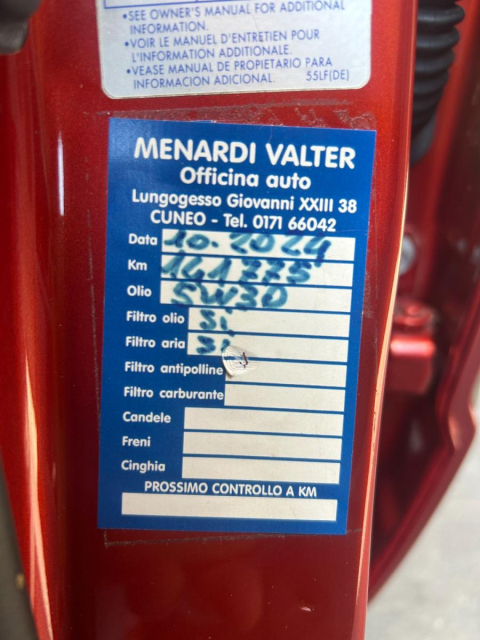 •SEE OWNER'S MANUAL FOR ADDITIONAL
INFORMATION.
•VOIR LE MANUEL D'ENTRETIEN POUR
L'INFORMATION ADDITIONALE.
•VEASE MANUAL DE PROPIETARIO PARA
INFORMACION ADICIONAL. 55LF(DE)
MENARDI VALTER
Officina auto
Lungogesso Giovanni XXIII 38
CUNEO - Tel. 0171 66042
Data 10.2024
Km 141775
Olio 5W30
Filtro olio Si
Filtro aria Si
Filtro antipolline
Filtro carburante
Candele
Freni
Cinghia
PROSSIMO CONTROLLO A KM